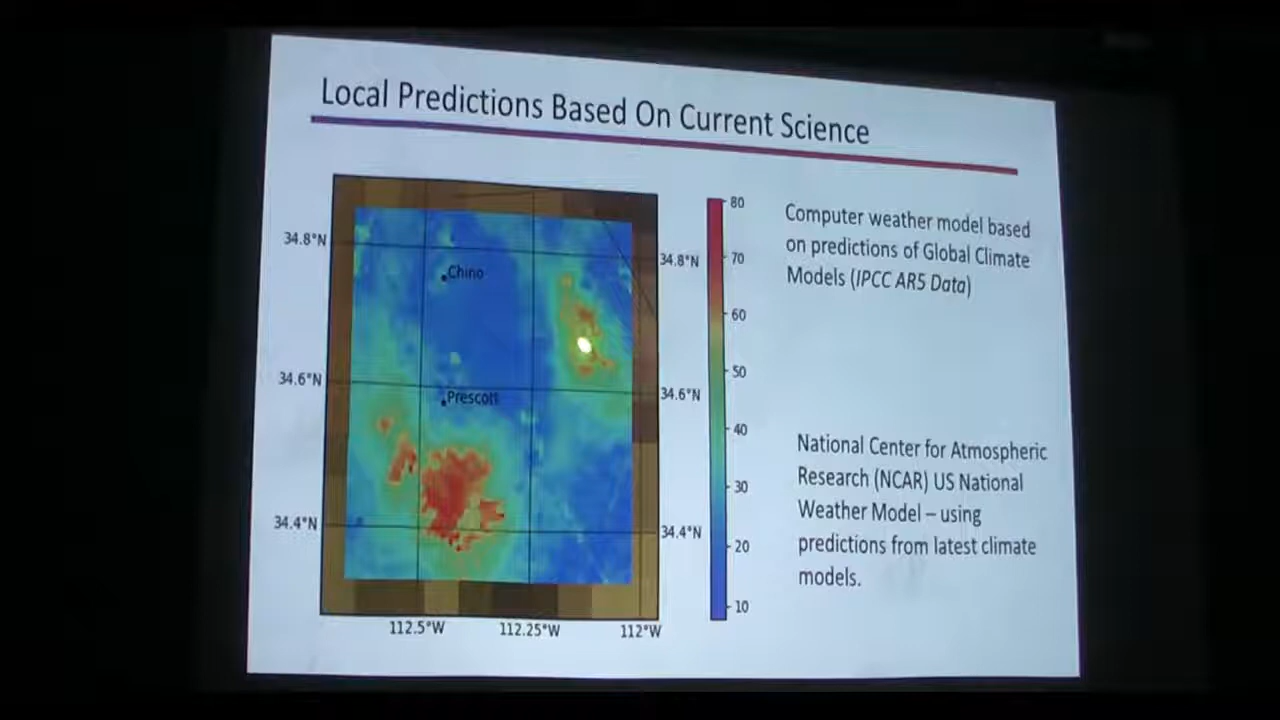 Local Predictions Based On Current Science
34.8°N
34.6°N
34.4°N
Chino
Prescott
112.5°W
112.25°W
112°W
34.8°N
34.6°N
34.4°N
80
70
60
50
40
30
20
10
Computer weather model based
on predictions of Global Climate
Models (IPCC AR5 Data)
National Center for Atmospheric
Research (NCAR) US National
Weather Model – using
predictions from latest climate
models.